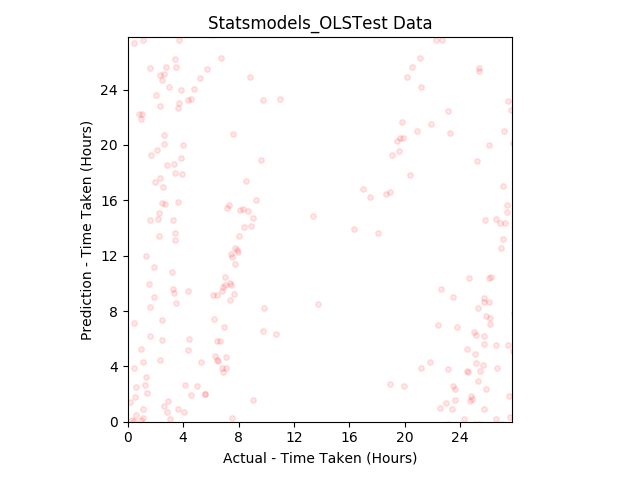 Statsmodels_OLSTest Data
Prediction - Time Taken (Hours)
24
20
16
12
8
4
0
0 4 8 12 16 20 24
Actual - Time Taken (Hours)